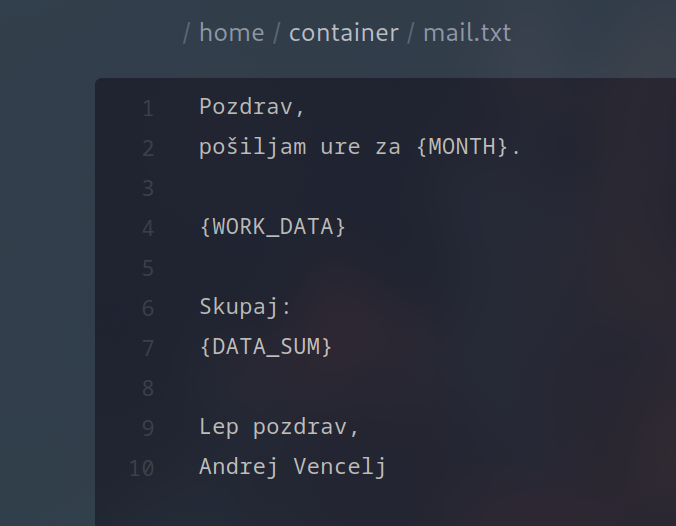 / home / container / mail.txt
1 Pozdrav,
2 pošiljam ure za {MONTH}.
3
4 {WORK_DATA}
5
6 Skupaj:
7 {DATA_SUM}
8
9 Lep pozdrav,
10 Andrej Vencelj